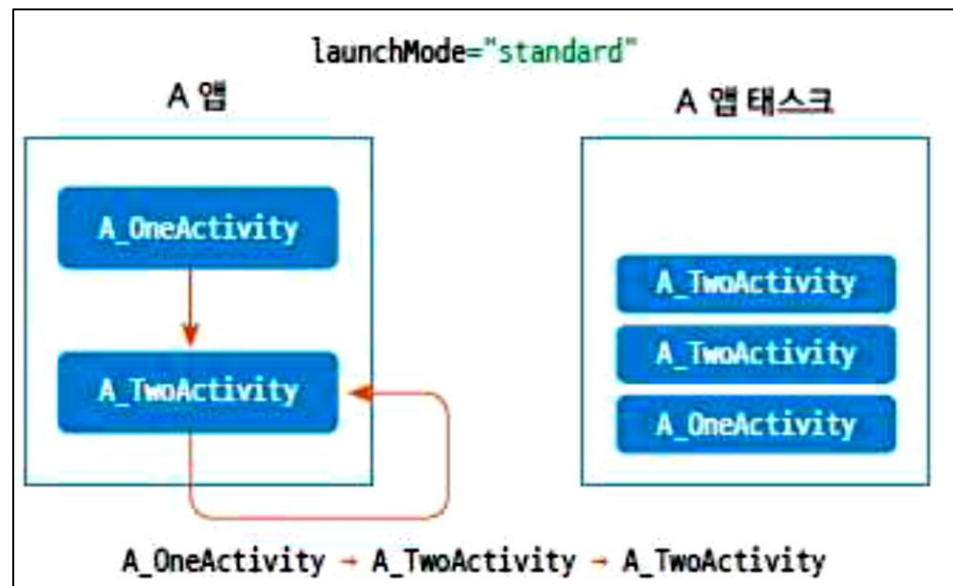 launchMode="standard"
A 앱
A 앱 태스크
A_OneActivity
A_TwoActivity
A_TwoActivity
A_TwoActivity
A_OneActivity
A_OneActivity → A_TwoActivity → A_TwoActivity